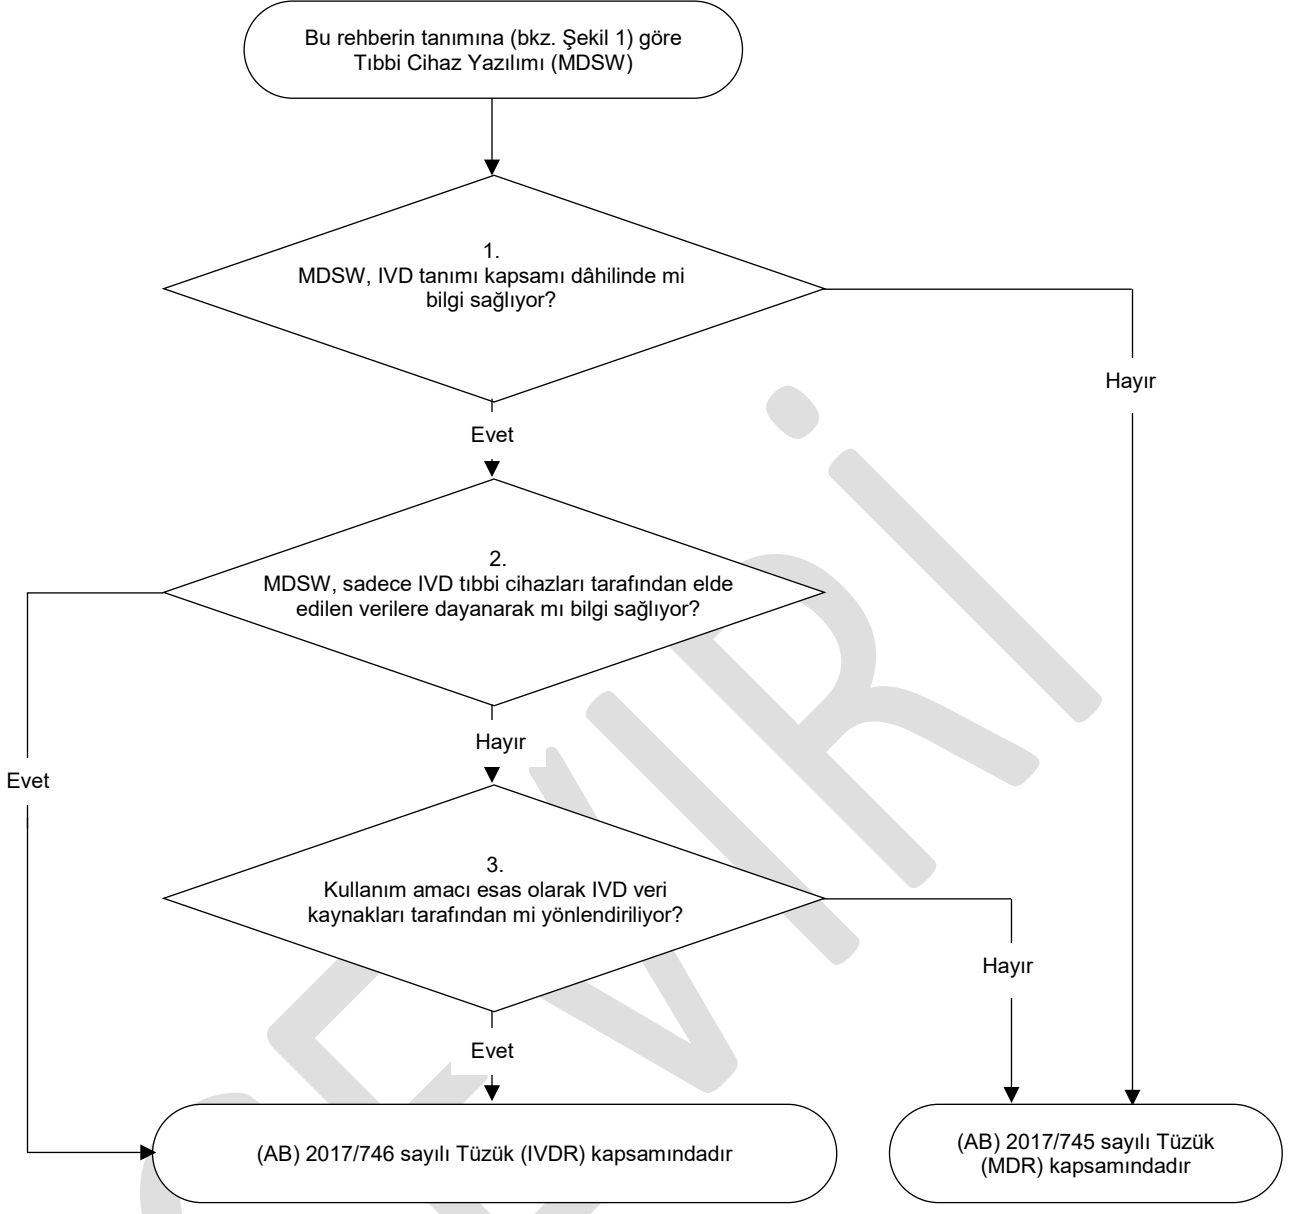 Bu rehberin tanımına (bkz. Şekil 1) göre
Tıbbi Cihaz Yazılımı (MDSW)
1.
MDSW, IVD tanımı kapsamı dâhilinde mi
bilgi sağlıyor?
Hayır
Evet
2.
MDSW, sadece IVD tıbbi cihazları tarafından elde
edilen verilere dayanarak mı bilgi sağlıyor?
Hayır
Evet
3.
Kullanım amacı esas olarak IVD veri
kaynakları tarafından mi yönlendiriliyor?
Hayır
Evet
(AB) 2017/746 sayılı Tüzük (IVDR) kapsamındadır
(AB) 2017/745 sayılı Tüzük
(MDR) kapsamındadır
ÇEVİRİ